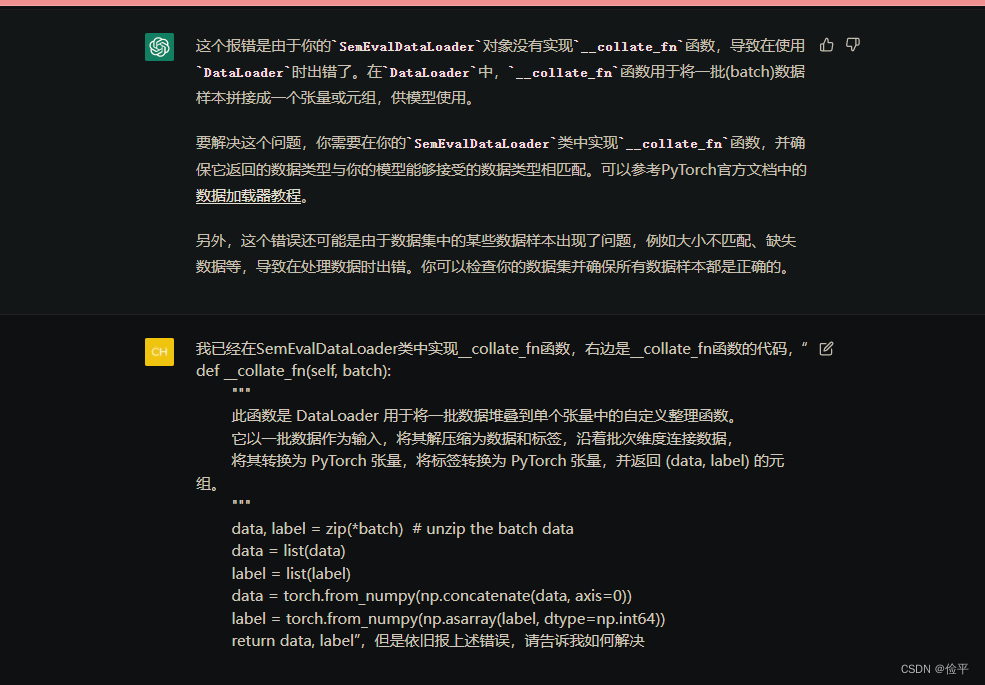 这个报错是由于你的`SemEvalDataLoader`对象没有实现`__collate_fn`函数，导致在使用
`DataLoader`时出错了。在`DataLoader`中，`__collate_fn`函数用于将一批(batch)数据
样本拼接成一个张量或元组，供模型使用。
要解决这个问题，你需要在你的`SemEvalDataLoader`类中实现`__collate_fn`函数，并确
保它返回的数据类型与你的模型能够接受的数据类型相匹配。可以参考PyTorch官方文档中的
数据加载器教程。
另外，这个错误还可能是由于数据集中的某些数据样本出现了问题，例如大小不匹配、缺失
数据等，导致在处理数据时出错。你可以检查你的数据集并确保所有数据样本都是正确的。
CH
我已经在SemEvalDataLoader类中实现__collate_fn函数，右边是__collate_fn函数的代码，“
def __collate_fn(self, batch):
"""
此函数是 DataLoader 用于将一批数据堆叠到单个张量中的自定义整理函数。
它以一批数据作为输入，将其解压缩为数据和标签，沿着批次维度连接数据，
将其转换为 PyTorch 张量，将标签转换为 PyTorch 张量，并返回 (data, label) 的元
组。
"""
data, label = zip(*batch)  # unzip the batch data
data = list(data)
label = list(label)
data = torch.from_numpy(np.concatenate(data, axis=0))
label = torch.from_numpy(np.asarray(label, dtype=np.int64))
return data, label”，但是依旧报上述错误，请告诉我如何解决
CSDN @俭平